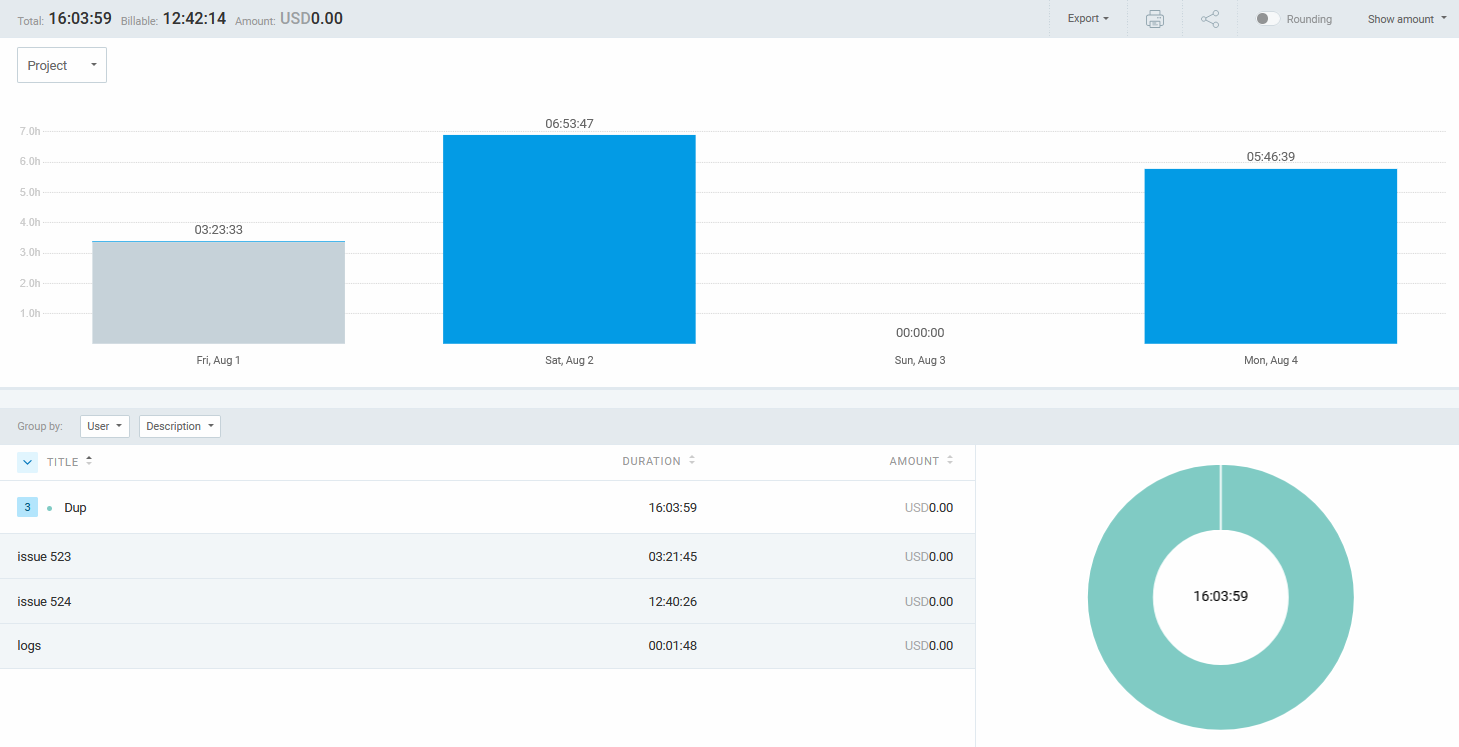 Total: 16:03:59 Billable: 12:42:14 Amount: USD0.00 Export Rounding Show amount
Project
06:53:47
7.0h
05:46:39
6.0h
5.0h
4.0h
03:23:33
3.0h
2.0h
1.0h
00:00:00
Fri, Aug 1 Sat, Aug 2 Sun, Aug 3 Mon, Aug 4
Group by: User Description
TITLE DURATION AMOUNT
3 Dup 16:03:59 USD0.00
issue 523 03:21:45 USD0.00
issue 524 12:40:26 USD0.00
logs 00:01:48 USD0.00
16:03:59